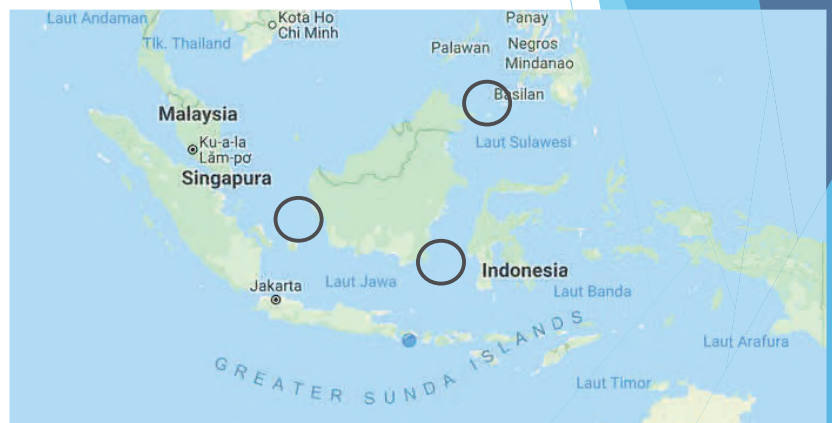 Laut Andaman
Kota Ho
Chi Minh
Tlk. Thailand
Panay
Palawan
Negros
Mindanao
Basilan
Malaysia
Ku-a-la
Lăm-pơ
Singapura
Laut Sulawesi
Jakarta
Laut Jawa
Indonesia
Laut Banda
Laut Arafura
GREATER SUNDA ISLANDS
Laut Timor